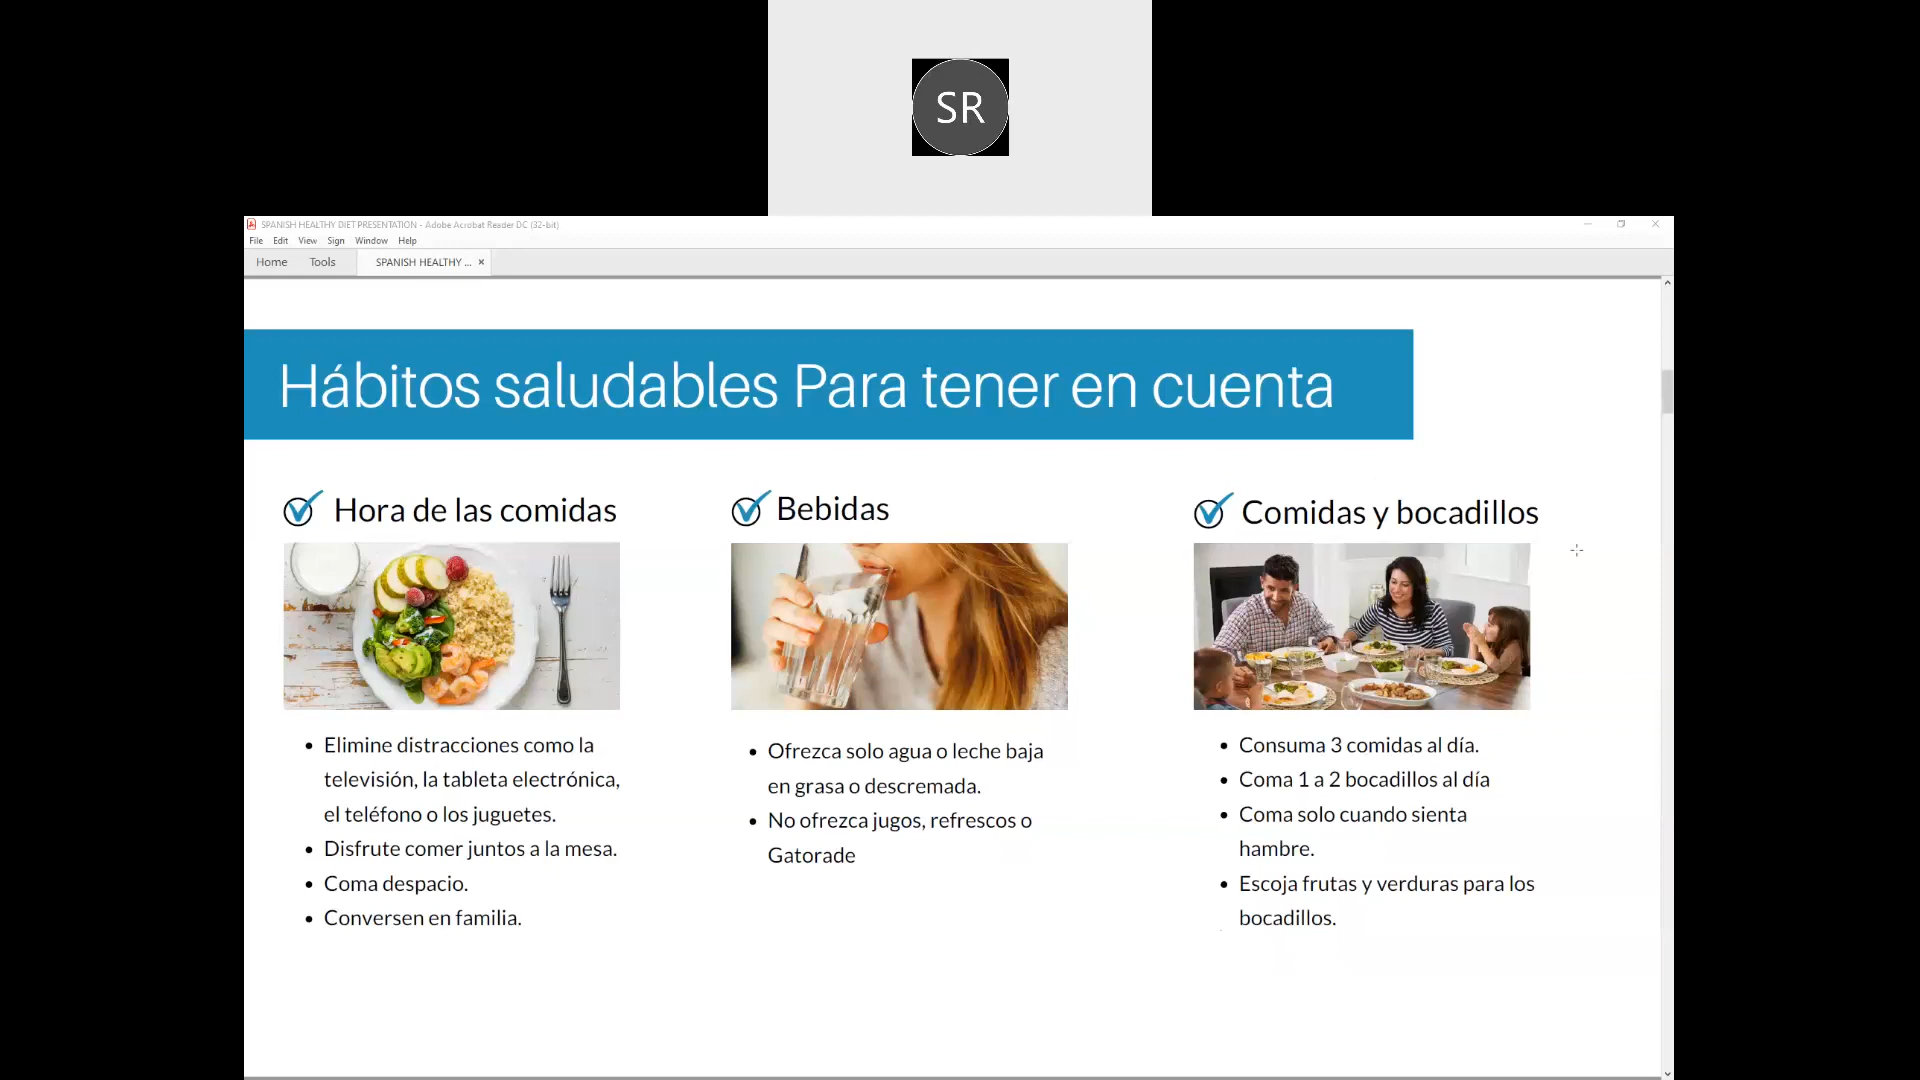 SR
SPANISH HEALTHY DIET PRESENTATION - Adobe Acrobat Reader DC (32-bit)
File Edit View Sign Window Help
Home Tools SPANISH HEALTHY ... ×
Hábitos saludables Para tener en cuenta
Hora de las comidas
Elimine distracciones como la
televisión, la tableta electrónica,
el teléfono o los juguetes.
Disfrute comer juntos a la mesa.
Coma despacio.
Conversen en familia.
Bebidas
Ofrezca solo agua o leche baja
en grasa o descremada.
No ofrezca jugos, refrescos o
Gatorade
Comidas y bocadillos
Consuma 3 comidas al día.
Coma 1 a 2 bocadillos al día
Coma solo cuando sienta
hambre.
Escoja frutas y verduras para los
bocadillos.